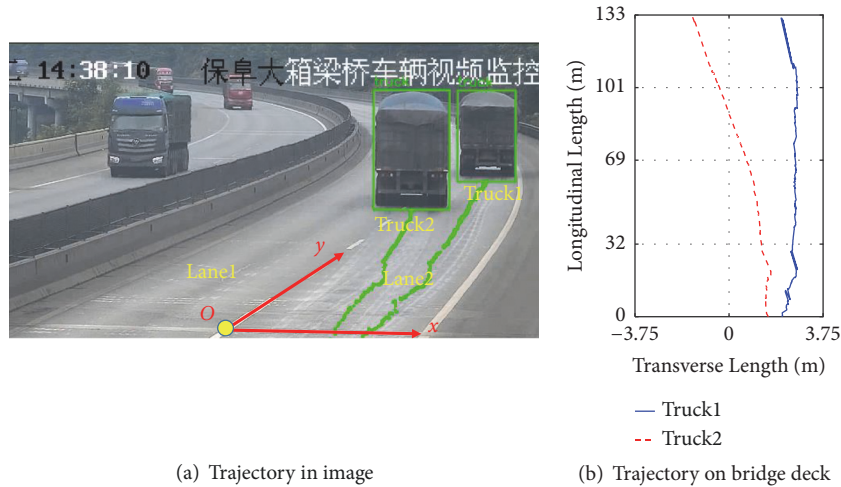 14:38:10 保阜大箱梁桥车辆视频监控
Truck1
Truck2
Lane1
Lane2
y
O
x
(a) Trajectory in image
133
101
69
32
0
−3.75 0 3.75
Longitudinal Length (m)
Transverse Length (m)
Truck1
Truck2
(b) Trajectory on bridge deck